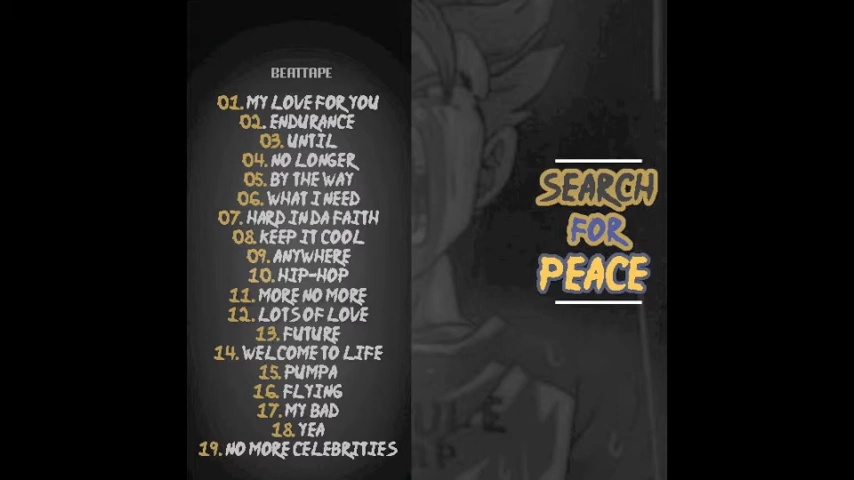 BEATTAPE
01. MY LOVE FOR YOU
02. ENDURANCE
03. UNTIL
04. NO LONGER
05. BY THE WAY
06. WHAT I NEED
07. HARD IN DA FAITH
08. KEEP IT COOL
09. ANYWHERE
10. HIP-HOP
11. MORE NO MORE
12. LOTS OF LOVE
13. FUTURE
14. WELCOME TO LIFE
15. PUMPA
16. FLYING
17. MY BAD
18. YEA
19. NO MORE CELEBRITIES
SEARCH
FOR
PEACE